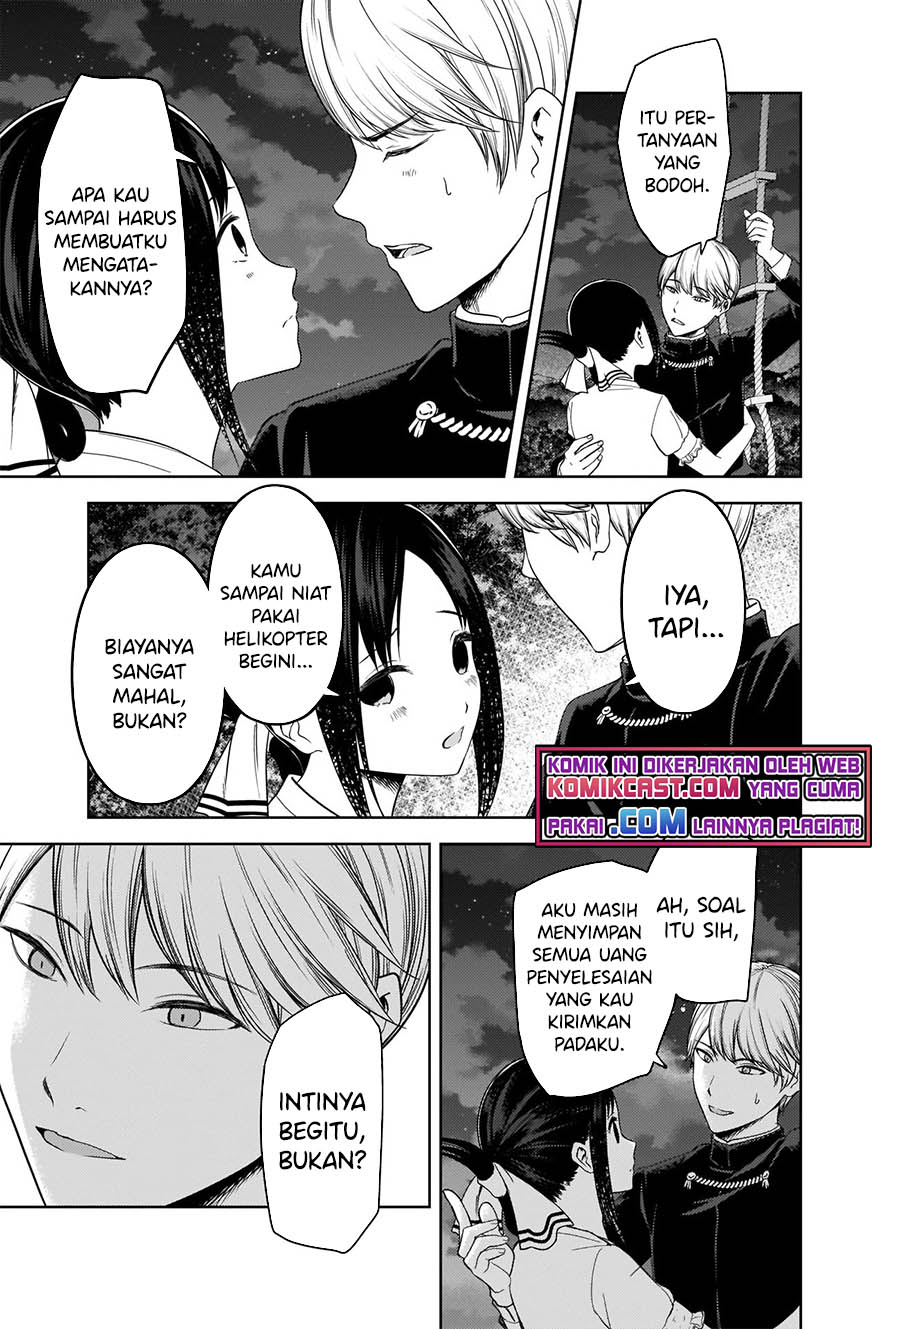 ITU PER-
TANYAAN
YANG
BODOH.
APA KAU
SAMPAI HARUS
MEMBUATKU
MENGATA-
KANNYA?
IYA,
TAPI...
KAMU
SAMPAI NIAT
PAKAI
HELIKOPTER
BEGINI...
BIAYANYA
SANGAT
MAHAL,
BUKAN?
KOMIK INI DIKERJAKAN OLEH WEB
KOMIKCAST.COM YANG CUMA
PAKAI .COM LAINNYA PLAGIAT!
AH, SOAL
ITU SIH,
AKU MASIH
MENYIMPAN
SEMUA UANG
PENYELESAIAN
YANG KAU
KIRIMKAN
PADAKU.
INTINYA
BEGITU,
BUKAN?